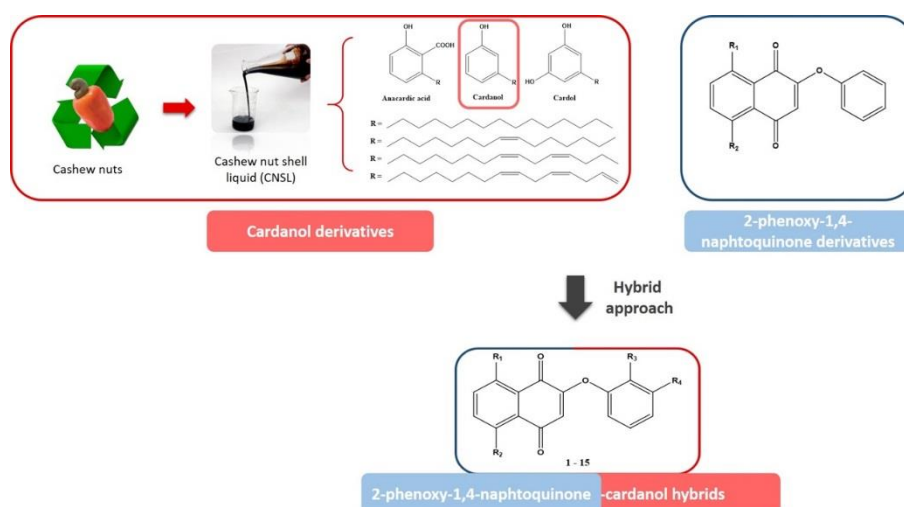 OH
OH
OH
COOH
R
R
HO
R
Anacardic acid
Cardanol
Cardol
R =
R =
R =
R =
Cashew nuts
Cashew nut shell
liquid (CNSL)
Cardanol derivatives
R₁
O
O
R₂
O
2-phenoxy-1,4-
naphtoquinone derivatives
Hybrid
approach
R₁
O
R₃
O
R₄
R₂
O
1 - 15
2-phenoxy-1,4-naphtoquinone -cardanol hybrids